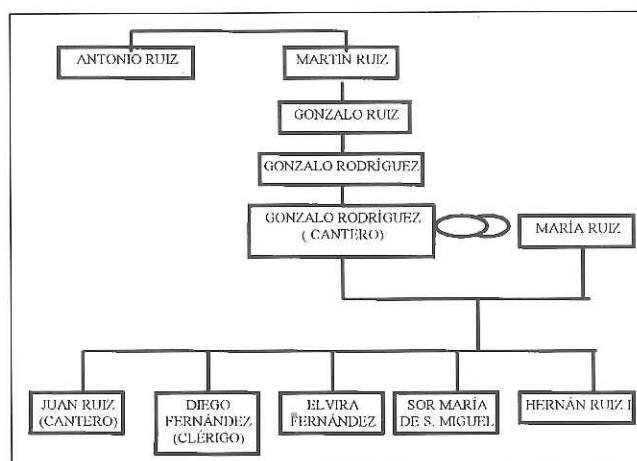 ANTONIO RUIZ
MARTIN RUIZ
GONZALO RUIZ
GONZALO RODRÍGUEZ
GONZALO RODRÍGUEZ
( CANTERO)
MARÍA RUIZ
JUAN RUIZ
(CANTERO)
DIEGO
FERNÁNDEZ
(CLÉRIGO)
ELVIRA
FERNÁNDEZ
SOR MARÍA
DE S. MIGUEL
HERNÁN RUIZ I